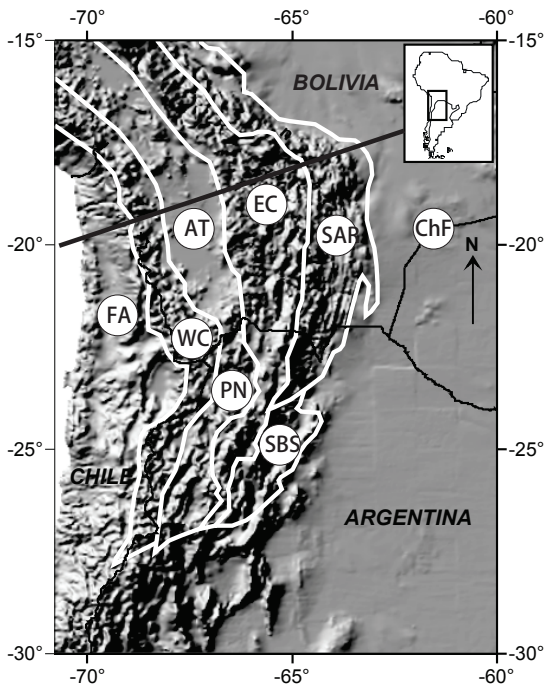 -70° -65° -60°
-15° -15°
BOLIVIA
EC
AT SAR ChF
-20° -20°
N
FA
WC
PN
SBS
-25° -25°
CHILE
ARGENTINA
-30° -30°
-70° -65° -60°